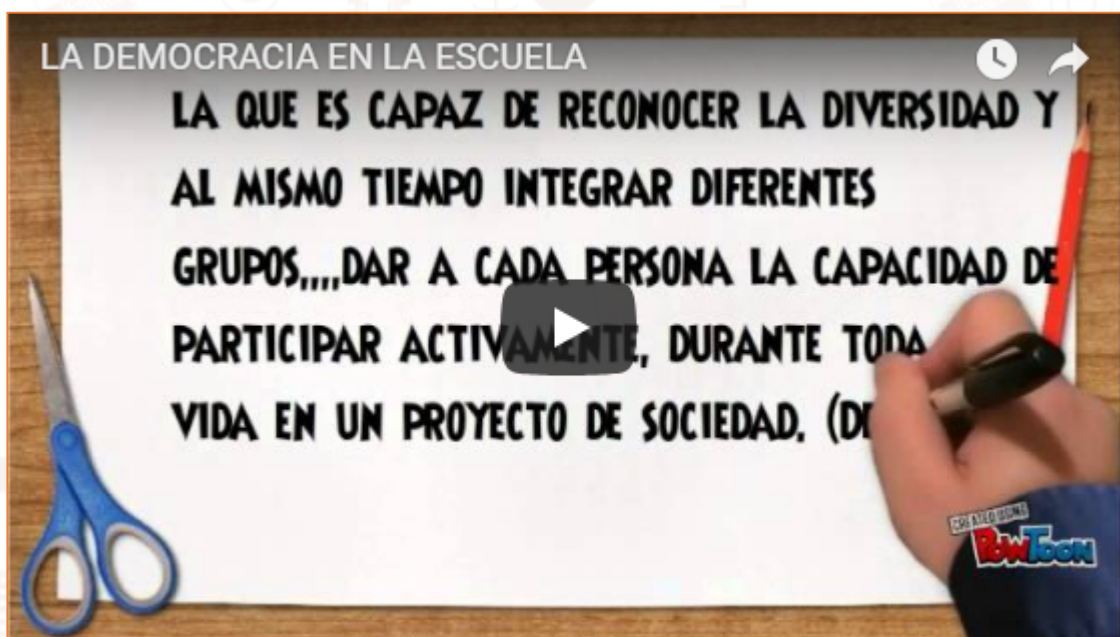 LA DEMOCRACIA EN LA ESCUELA
LA QUE ES CAPAZ DE RECONOCER LA DIVERSIDAD Y
AL MISMO TIEMPO INTEGRAR DIFERENTES
GRUPOS,,,,DAR A CADA PERSONA LA CAPACIDAD DE
PARTICIPAR ACTIVAMENTE, DURANTE TODA
VIDA EN UN PROYECTO DE SOCIEDAD. (
CREATED USING
POWTOON